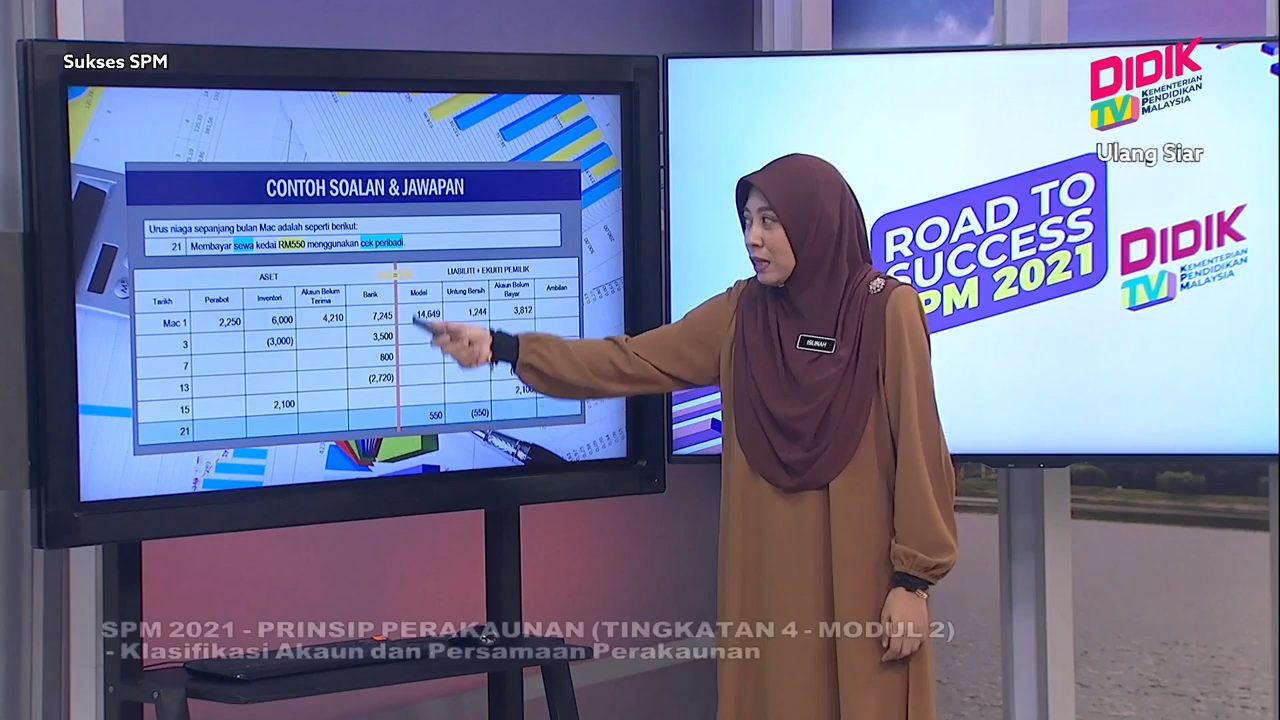 Sukses SPM
DIDIK
TV
KEMENTERIAN
PENDIDIKAN
MALAYSIA
Ulang Siar
CONTOH SOALAN & JAWAPAN
Urus niaga sepanjang bulan Mac adalah seperti berikut:
21 Membayar sewa kedai RM550 menggunakan cek peribadi.
ASET LIABILITI + EKUITI PEMILIK
Tarikh Perabot Inventori Akaun Belum Terima Bank Modal Untung Bersih Akaun Belum Bayar Ambilan
Mac 1 2,250 6,000 4,210 7,245 14,649 1,244 3,812
3 (3,000) 3,500
7 800
13 (2,720)
15 2,100
21 550 (550)
ROAD TO
SUCCESS
SPM 2021
DIDIK
TV
KEMENTERIAN
PENDIDIKAN
MALAYSIA
SPM 2021 - PRINSIP PERAKAUNAN (TINGKATAN 4 - MODUL 2)
- Klasifikasi Akaun dan Persamaan Perakaunan